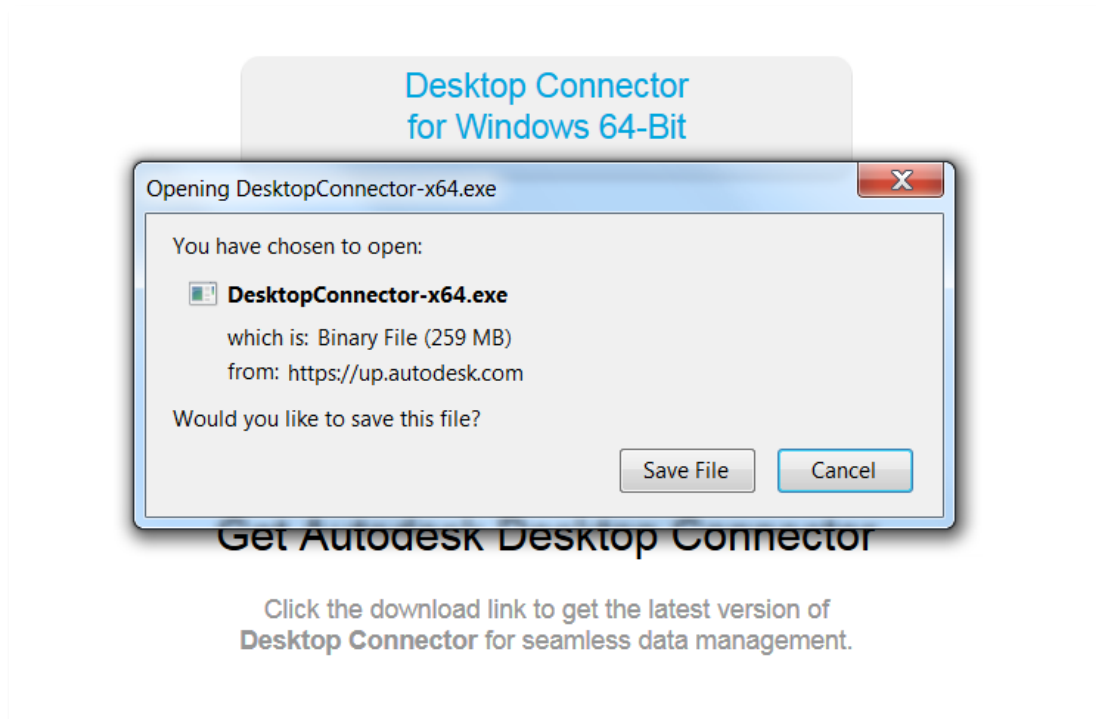 Desktop Connector
for Windows 64-Bit
Opening DesktopConnector-x64.exe
X
You have chosen to open:
DesktopConnector-x64.exe
which is: Binary File (259 MB)
from: https://up.autodesk.com
Would you like to save this file?
Save File Cancel
Get Autodesk Desktop Connector
Click the download link to get the latest version of
Desktop Connector for seamless data management.